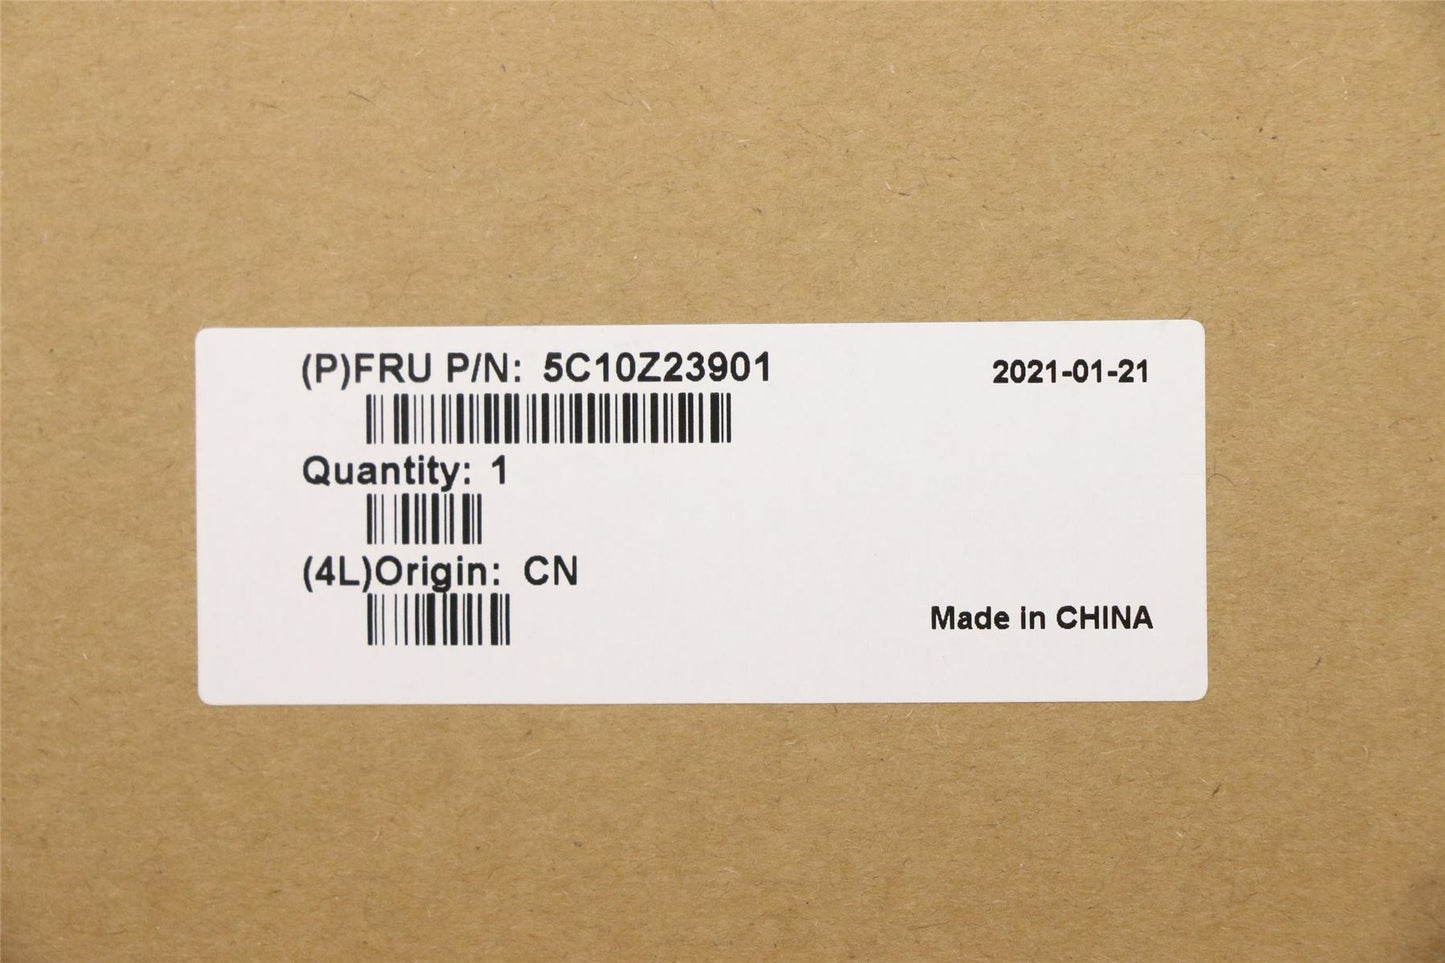 (P)FRU P/N: 5C10Z23901
2021-01-21
Quantity: 1
(4L)Origin: CN
Made in CHINA